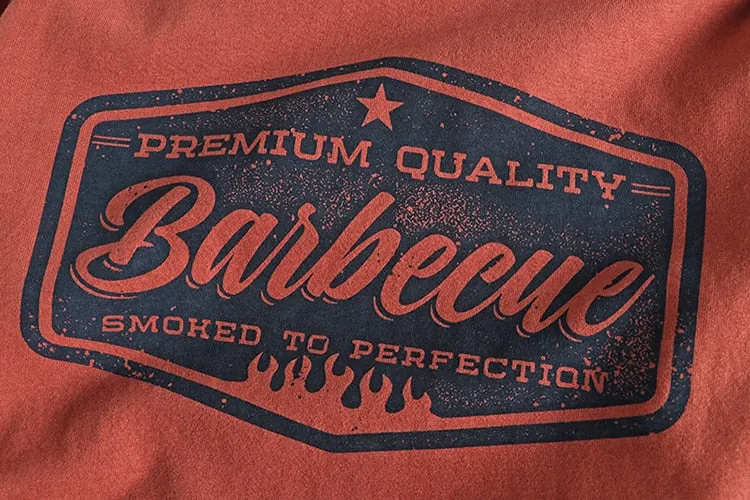 PREMIUM QUALITY
Barbecue
SMOKED TO PERFECTION